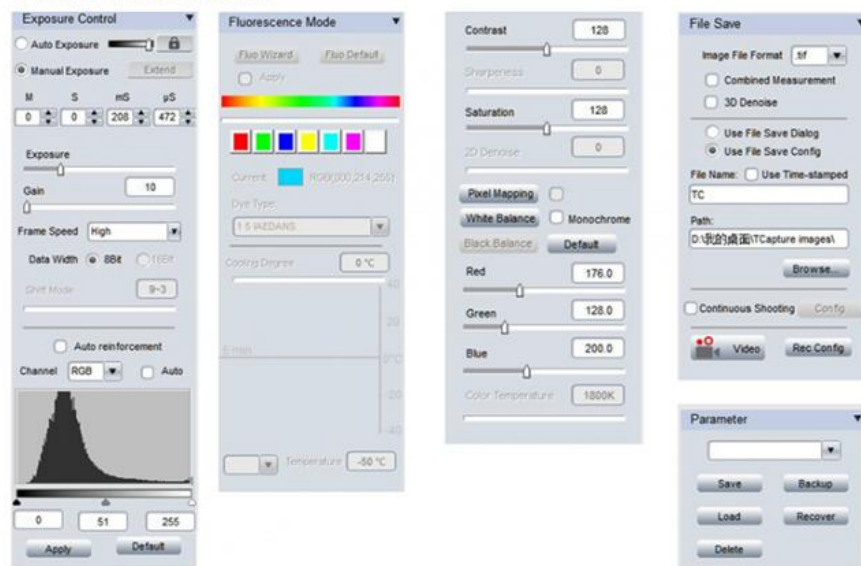 Exposure Control
Auto Exposure
Manual Exposure Extend
M S mS µS
0 0 208 472
Exposure
Gain 10
Frame Speed High
Data Width 8Bit 16Bit
Shift Mode 9~3
Auto reinforcement
Channel RGB Auto
0 51 255
Apply Default
Fluorescence Mode
Fluo Wizard Fluo Default
Apply
Current RGB(000,214,255)
Dye Type:
1 5 IAEDANS
Cooling Degree 0 °C
40
20
E min 0°C
-20
-40
Temperature -50 °C
Contrast 128
Sharpeness 0
Saturation 128
2D Denoise 0
Pixel Mapping
White Balance Monochrome
Black Balance Default
Red 176.0
Green 128.0
Blue 200.0
Color Temperature 1800K
File Save
Image File Format .tif
Combined Measurement
3D Denoise
Use File Save Dialog
Use File Save Config
File Name: Use Time-stamped
TC
Path:
D:\我的桌面\TCapture images\
Browse...
Continuous Shooting Config
Video Rec Config
Parameter
Save Backup
Load Recover
Delete